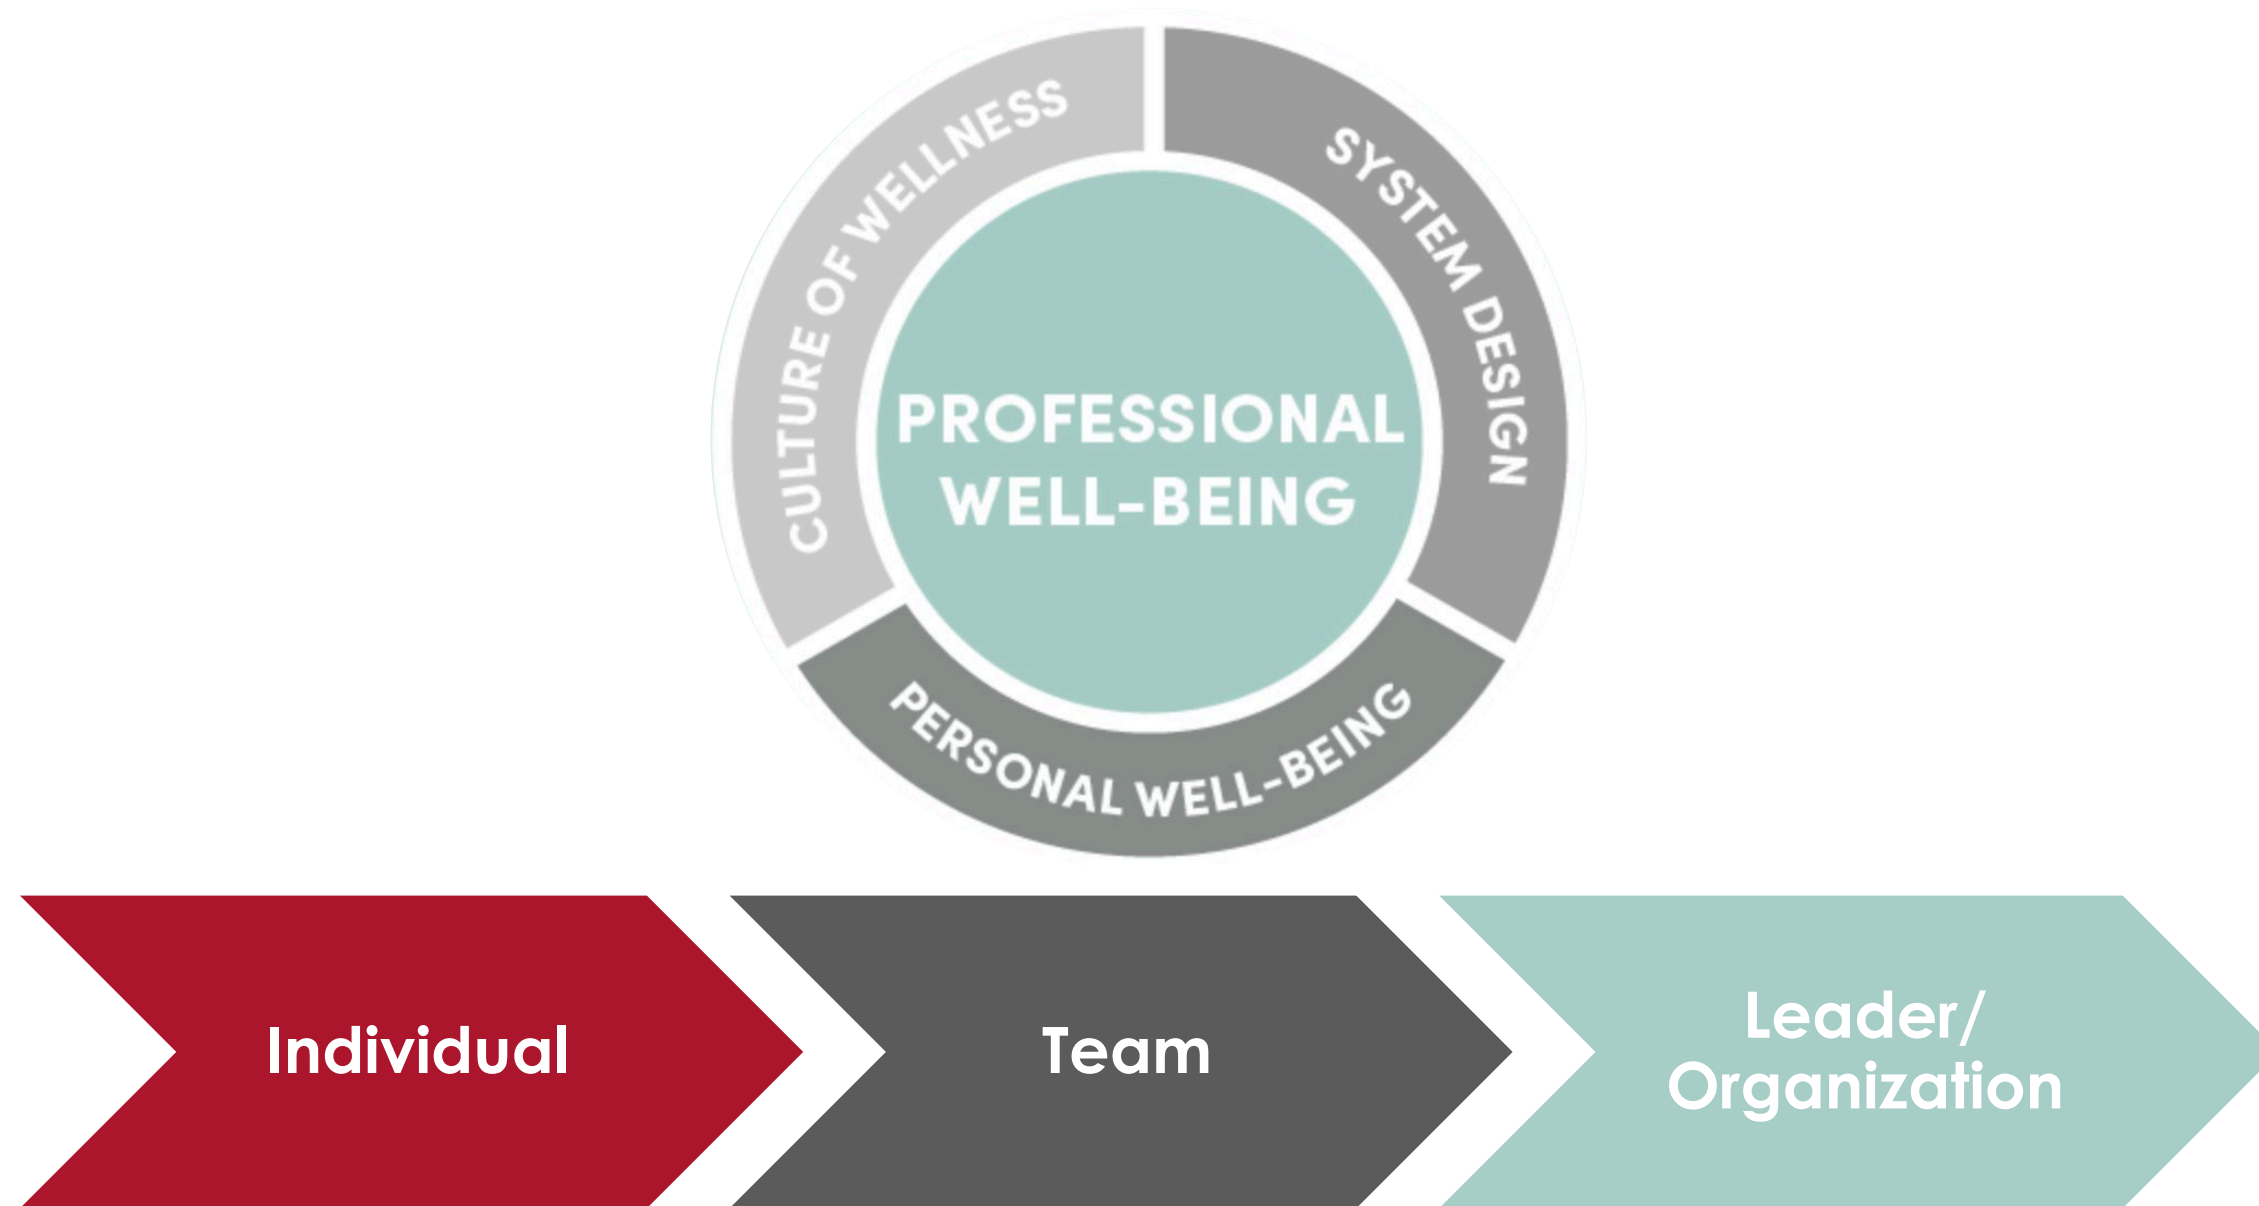 CULTURE OF WELLNESS
SYSTEM DESIGN
PROFESSIONAL
WELL-BEING
PERSONAL WELL-BEING
Individual
Team
Leader/
Organization